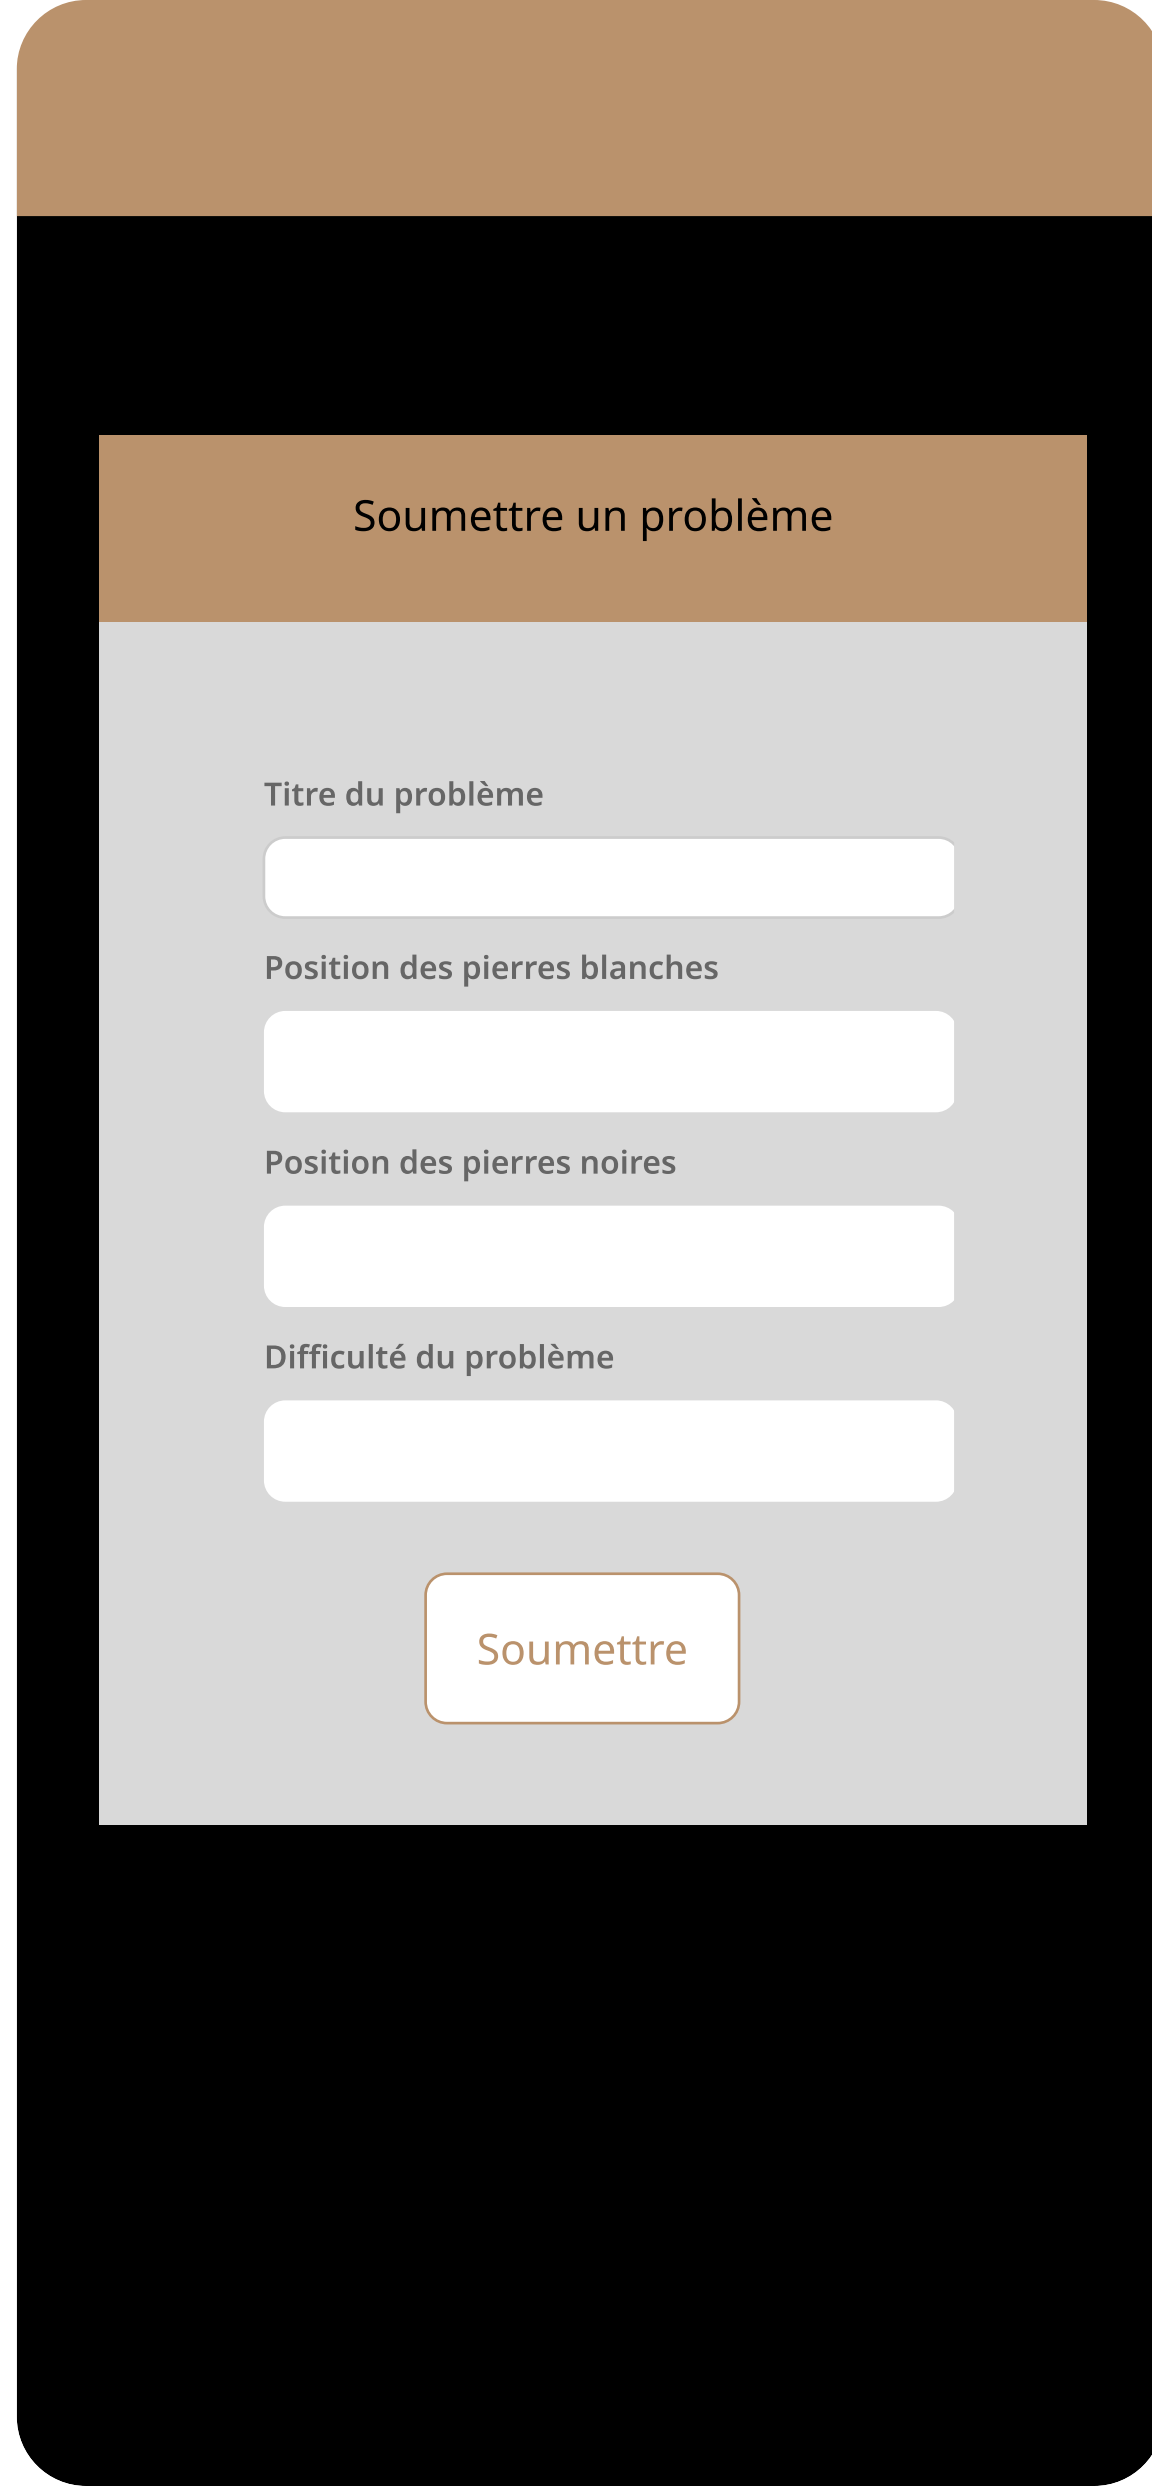 Soumettre un problème
Titre du problème
Position des pierres blanches
Position des pierres noires
Difficulté du problème
Soumettre